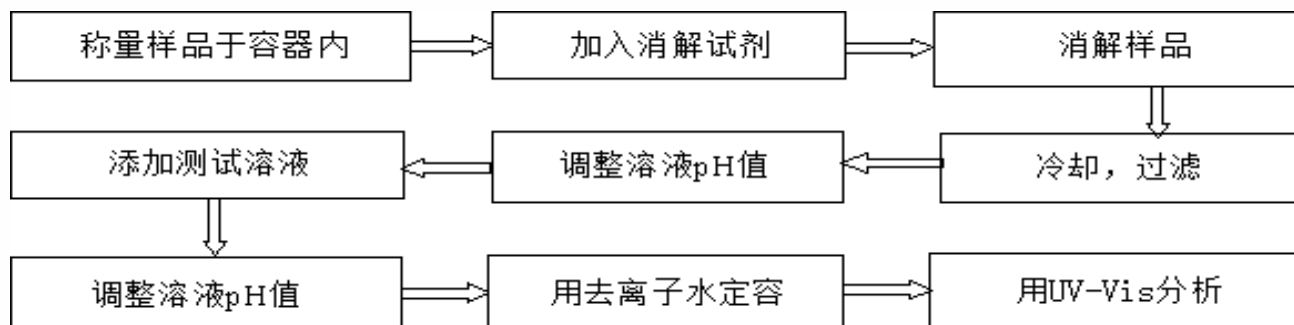 称量样品于容器内
加入消解试剂
消解样品
冷却，过滤
调整溶液pH值
添加测试溶液
调整溶液pH值
用去离子水定容
用UV-Vis分析